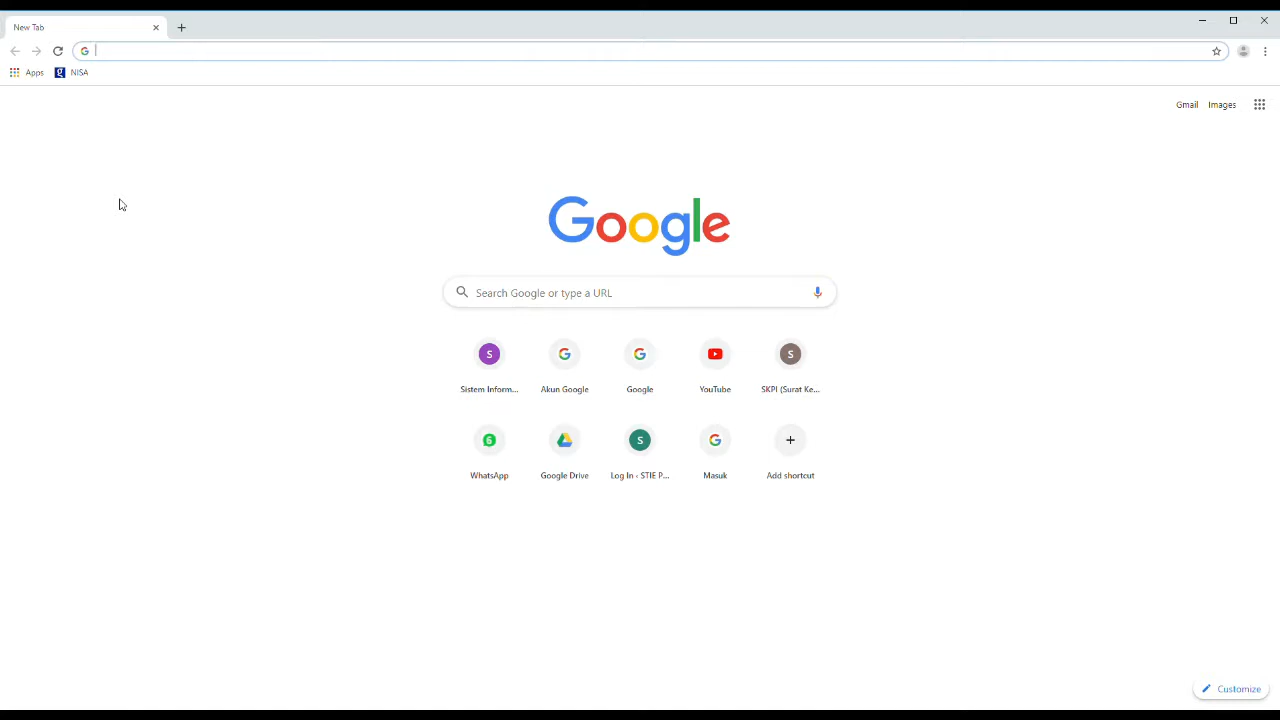 New Tab
Apps NISA
Gmail Images
Google
Search Google or type a URL
Sistem Inform... Akun Google Google YouTube SKPI (Surat Ke...
WhatsApp Google Drive Log In › STIE P... Masuk Add shortcut
Customize